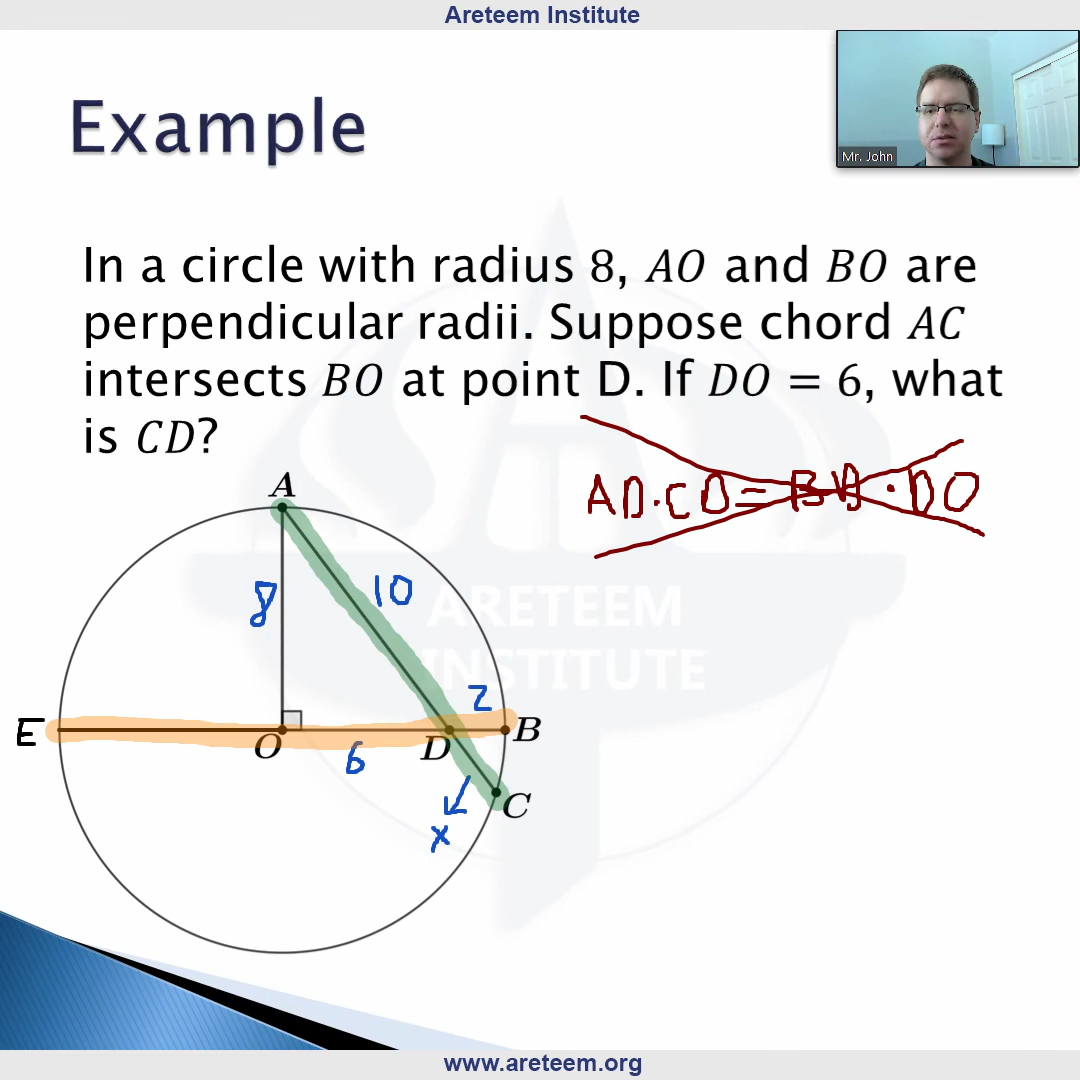 Areteem Institute
Mr. John
Example
In a circle with radius 8, AO and BO are
perpendicular radii. Suppose chord AC
intersects BO at point D. If DO = 6, what
is CD?
AD·CD=BD·DO
A
8
10
ARETEEM
INSTITUTE
2
E
O
6
D
B
x
C
www.areteem.org